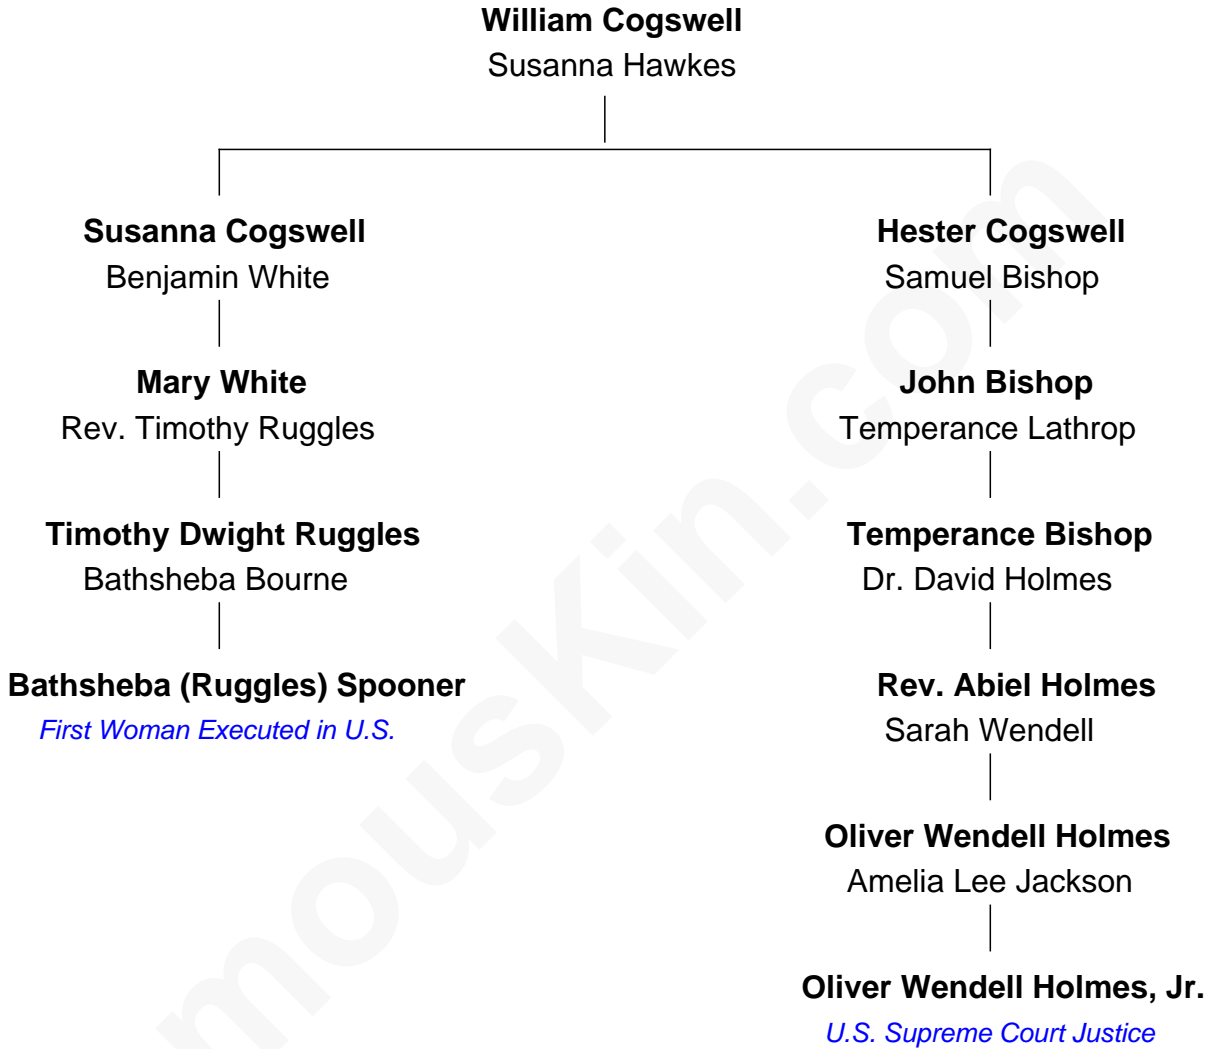 William Cogswell
Susanna Hawkes
Susanna Cogswell
Benjamin White
Mary White
Rev. Timothy Ruggles
Timothy Dwight Ruggles
Bathsheba Bourne
Bathsheba (Ruggles) Spooner
First Woman Executed in U.S.
Hester Cogswell
Samuel Bishop
John Bishop
Temperance Lathrop
Temperance Bishop
Dr. David Holmes
Rev. Abiel Holmes
Sarah Wendell
Oliver Wendell Holmes
Amelia Lee Jackson
Oliver Wendell Holmes, Jr.
U.S. Supreme Court Justice
mousKin.com